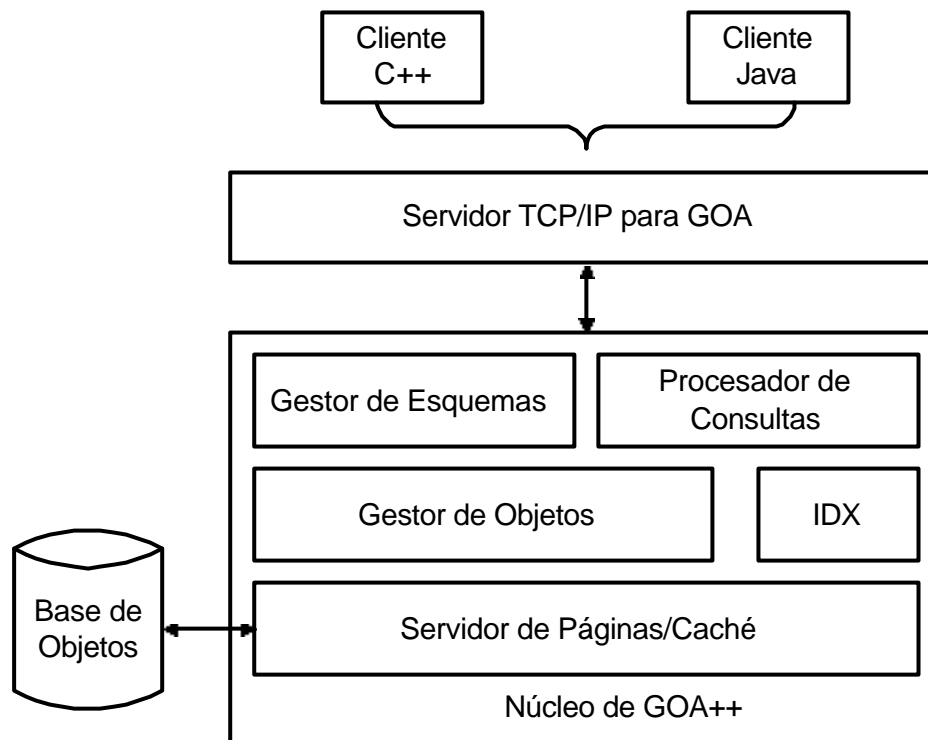 Cliente
C++
Cliente
Java
Servidor TCP/IP para GOA
Gestor de Esquemas
Procesador de
Consultas
Gestor de Objetos
IDX
Base de
Objetos
Servidor de Páginas/Caché
Núcleo de GOA++